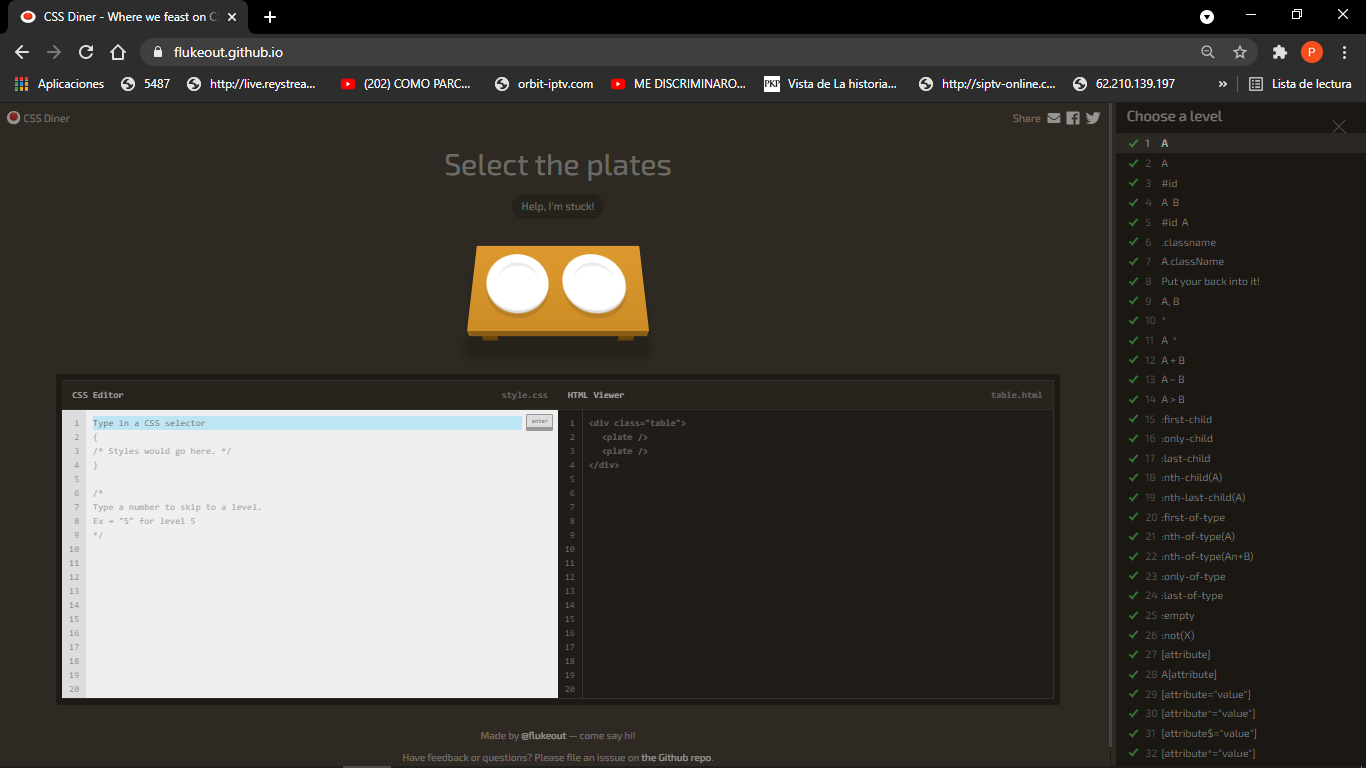 CSS Diner - Where we feast on C
flukeout.github.io
Aplicaciones
5487
http://live.reystrea...
(202) COMO PARC...
orbit-iptv.com
ME DISCRIMINARO...
PKP
Vista de La historia...
http://siptv-online.c...
62.210.139.197
»
Lista de lectura
P
CSS Diner
Share
Select the plates
Help, I'm stuck!
CSS Editor
style.css
HTML Viewer
table.html
1 Type in a CSS selector
enter
2 {
3 /* Styles would go here. */
4 }
5
6 /*
7 Type a number to skip to a level.
8 Ex → "5" for level 5
9 */
10
11
12
13
14
15
16
17
18
19
20
1 <div class="table">
2 <plate />
3 <plate />
4 </div>
5
6
7
8
9
10
11
12
13
14
15
16
17
18
19
20
Made by @flukeout — come say hi!
Have feedback or questions? Please file an isssue on the Github repo.
Choose a level
1 A
2 A
3 #id
4 A B
5 #id A
6 .classname
7 A.className
8 Put your back into it!
9 A, B
10 *
11 A *
12 A + B
13 A ~ B
14 A > B
15 :first-child
16 :only-child
17 :last-child
18 :nth-child(A)
19 :nth-last-child(A)
20 :first-of-type
21 :nth-of-type(A)
22 :nth-of-type(An+B)
23 :only-of-type
24 :last-of-type
25 :empty
26 :not(X)
27 [attribute]
28 A[attribute]
29 [attribute="value"]
30 [attribute^="value"]
31 [attribute$="value"]
32 [attribute*="value"]